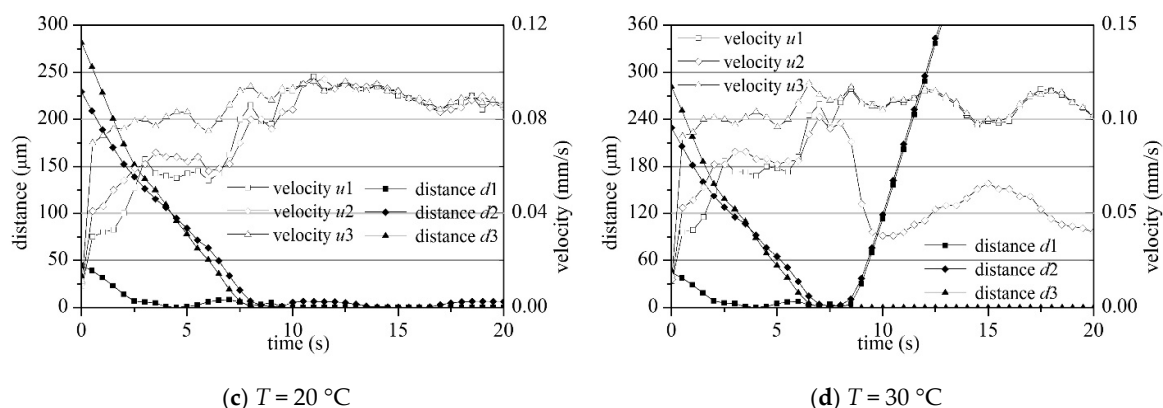 300
250
200
150
100
50
0
distance (μm)
0.12
0.08
0.04
0.00
velocity (mm/s)
velocity u1
velocity u2
velocity u3
distance d1
distance d2
distance d3
0 5 10 15 20
time (s)
(c) T = 20 °C
360
300
240
180
120
60
0
distance (μm)
0.15
0.10
0.05
0.00
velocity (mm/s)
velocity u1
velocity u2
velocity u3
distance d1
distance d2
distance d3
0 5 10 15 20
time (s)
(d) T = 30 °C